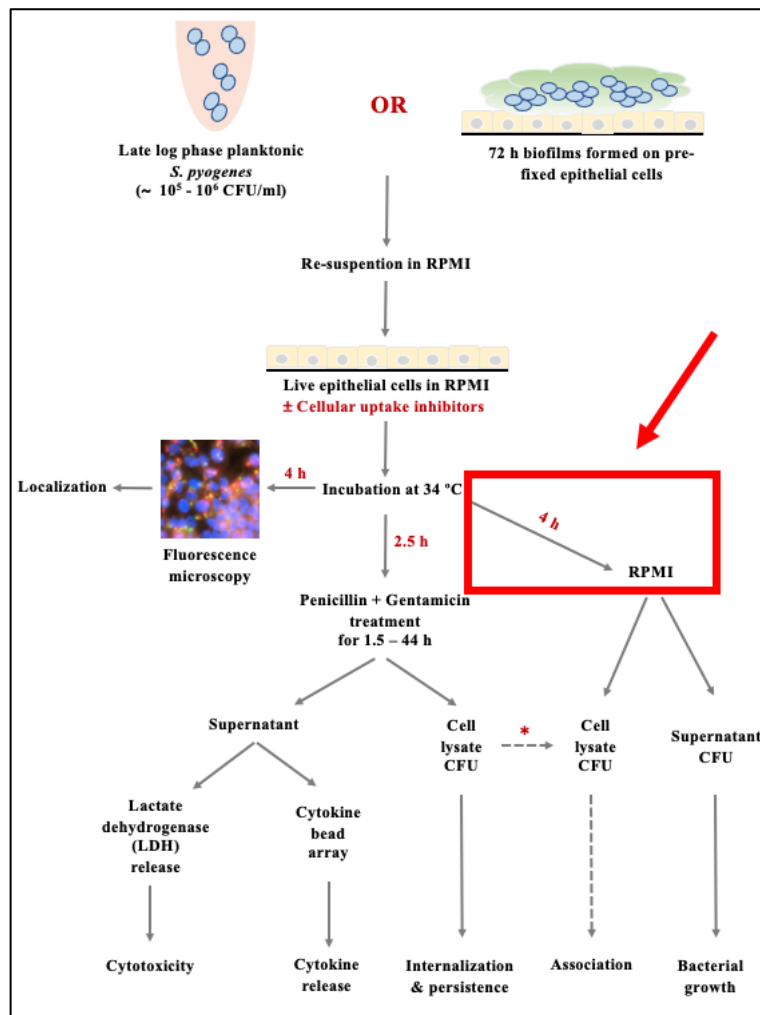 OR
Late log phase planktonic
S. pyogenes
(~ 10⁵ - 10⁶ CFU/ml)
72 h biofilms formed on pre-
fixed epithelial cells
Re-suspention in RPMI
Live epithelial cells in RPMI
± Cellular uptake inhibitors
Localization
4 h
Incubation at 34 °C
4 h
Fluorescence
microscopy
2.5 h
RPMI
Penicillin + Gentamicin
treatment
for 1.5 – 44 h
Supernatant
Cell
lysate
CFU
*
Cell
lysate
CFU
Supernatant
CFU
Lactate
dehydrogenase
(LDH)
release
Cytokine
bead
array
Cytotoxicity
Cytokine
release
Internalization
& persistence
Association
Bacterial
growth